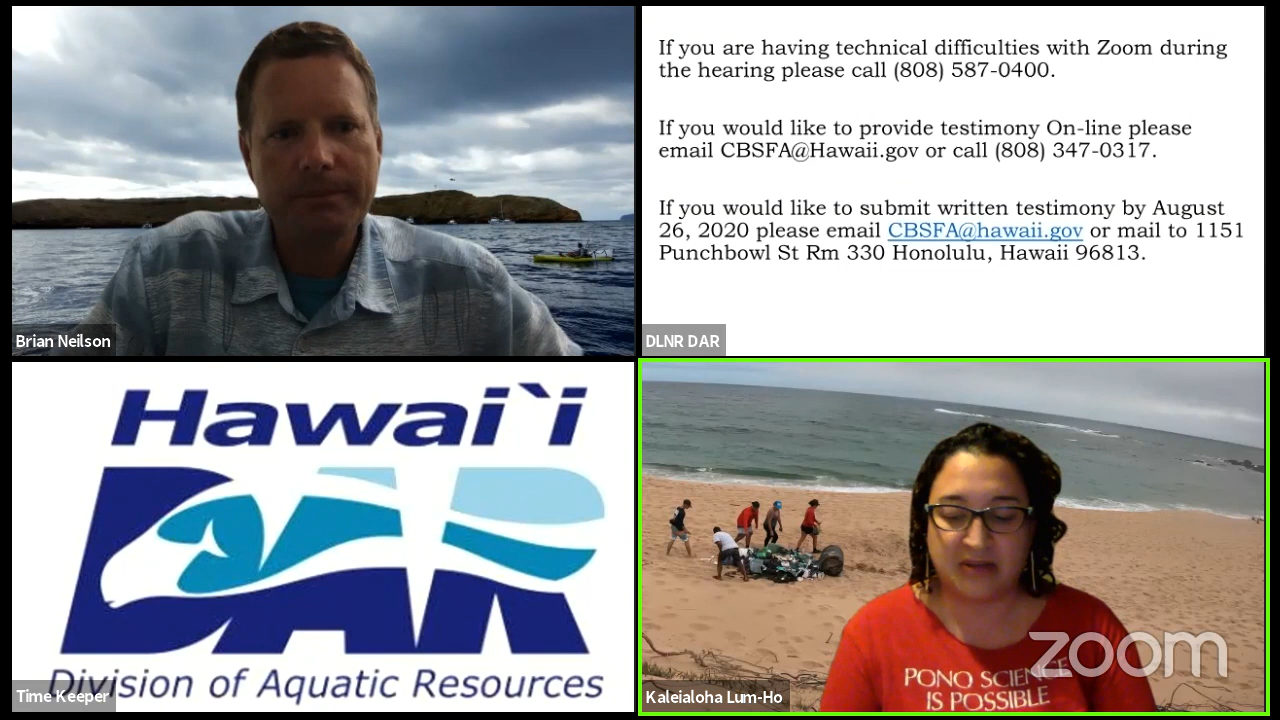 If you are having technical difficulties with Zoom during
the hearing please call (808) 587-0400.
If you would like to provide testimony On-line please
email CBSFA@Hawaii.gov or call (808) 347-0317.
If you would like to submit written testimony by August
26, 2020 please email CBSFA@hawaii.gov or mail to 1151
Punchbowl St Rm 330 Honolulu, Hawaii 96813.
Brian Neilson
DLNR DAR
Hawai`i
DAR
Division of Aquatic Resources
Time Keeper
PONO SCIENCE
IS POSSIBLE
zoom
Kaleialoha Lum-Ho